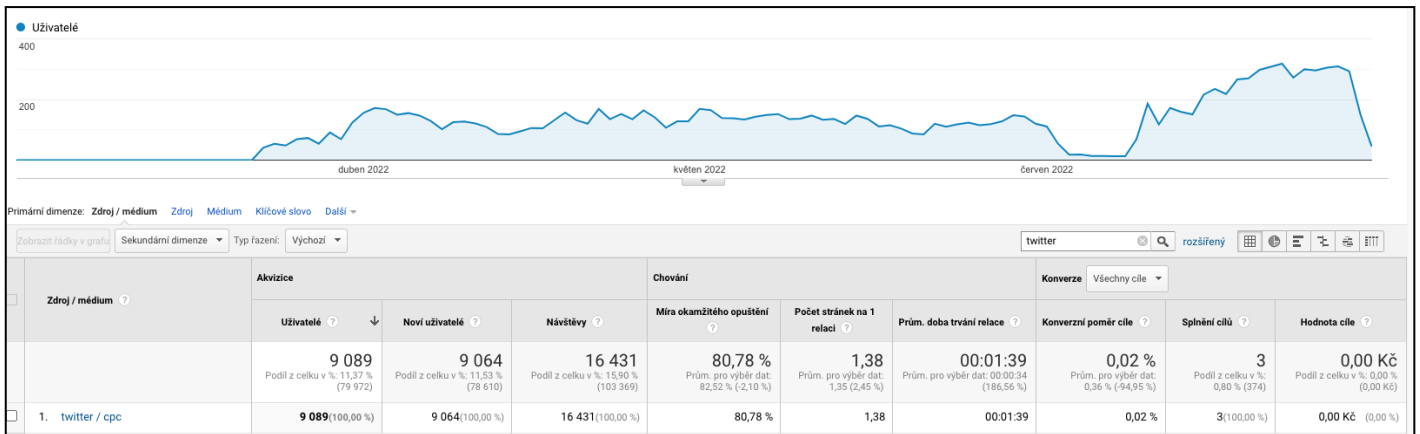 Uživatelé
400
200
duben 2022
květen 2022
červen 2022
Primární dimenze: Zdroj / médium Zdroj Médium Klíčové slovo Další
Zobrazit řádky v grafu Sekundární dimenze Typ řazení: Výchozí twitter rozšířený
Zdroj / médium ? Akvizice Chování Konverze Všechny cíle
Uživatelé ? Noví uživatelé ? Návštěvy ? Míra okamžitého opuštění ? Počet stránek na 1 relaci ? Prům. doba trvání relace ? Konverzní poměr cíle ? Splnění cílů ? Hodnota cíle ?
9 089 9 064 16 431 80,78 % 1,38 00:01:39 0,02 % 3 0,00 Kč
Podíl z celku v %: 11,37 % Podíl z celku v %: 11,53 % Podíl z celku v %: 15,90 % Prům. pro výběr dat: Prům. pro výběr dat: Prům. pro výběr dat: 00:00:34 Prům. pro výběr dat: Podíl z celku v %: Podíl z celku v %: 0,00 %
(79 972) (78 610) (103 369) 82,52 % (-2,10 %) 1,35 (2,45 %) (186,56 %) 0,36 % (-94,95 %) 0,80 % (374) (0,00 Kč)
1. twitter / cpc 9 089(100,00 %) 9 064(100,00 %) 16 431(100,00 %) 80,78 % 1,38 00:01:39 0,02 % 3(100,00 %) 0,00 Kč (0,00 %)